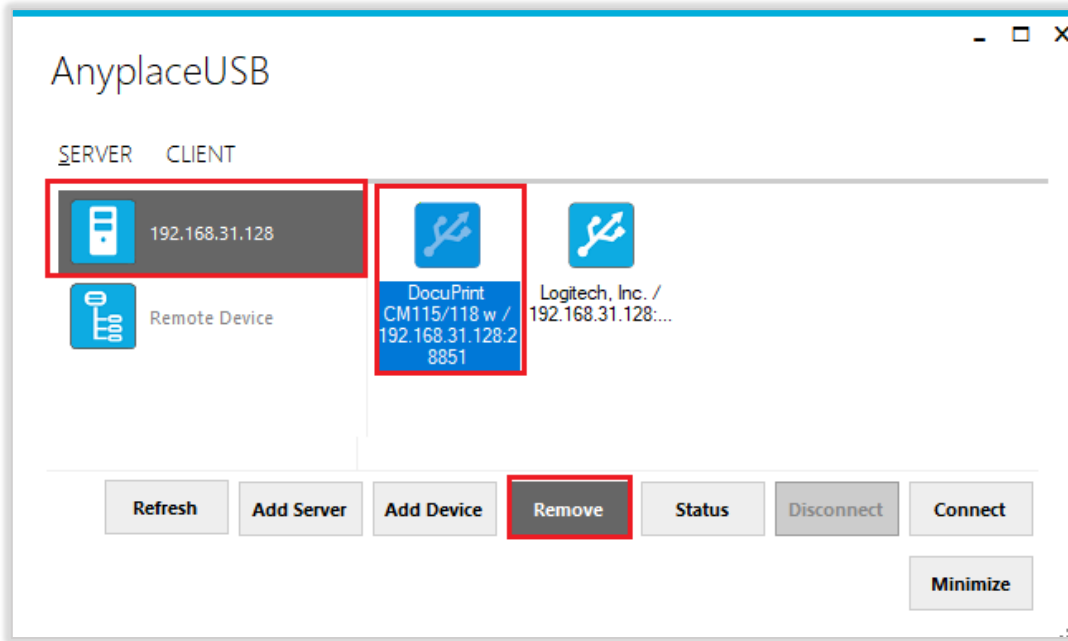 AnyplaceUSB
SERVER CLIENT
192.168.31.128
Remote Device
DocuPrint
CM115/118 w /
192.168.31.128:2
8851
Logitech, Inc. /
192.168.31.128:...
Refresh
Add Server
Add Device
Remove
Status
Disconnect
Connect
Minimize